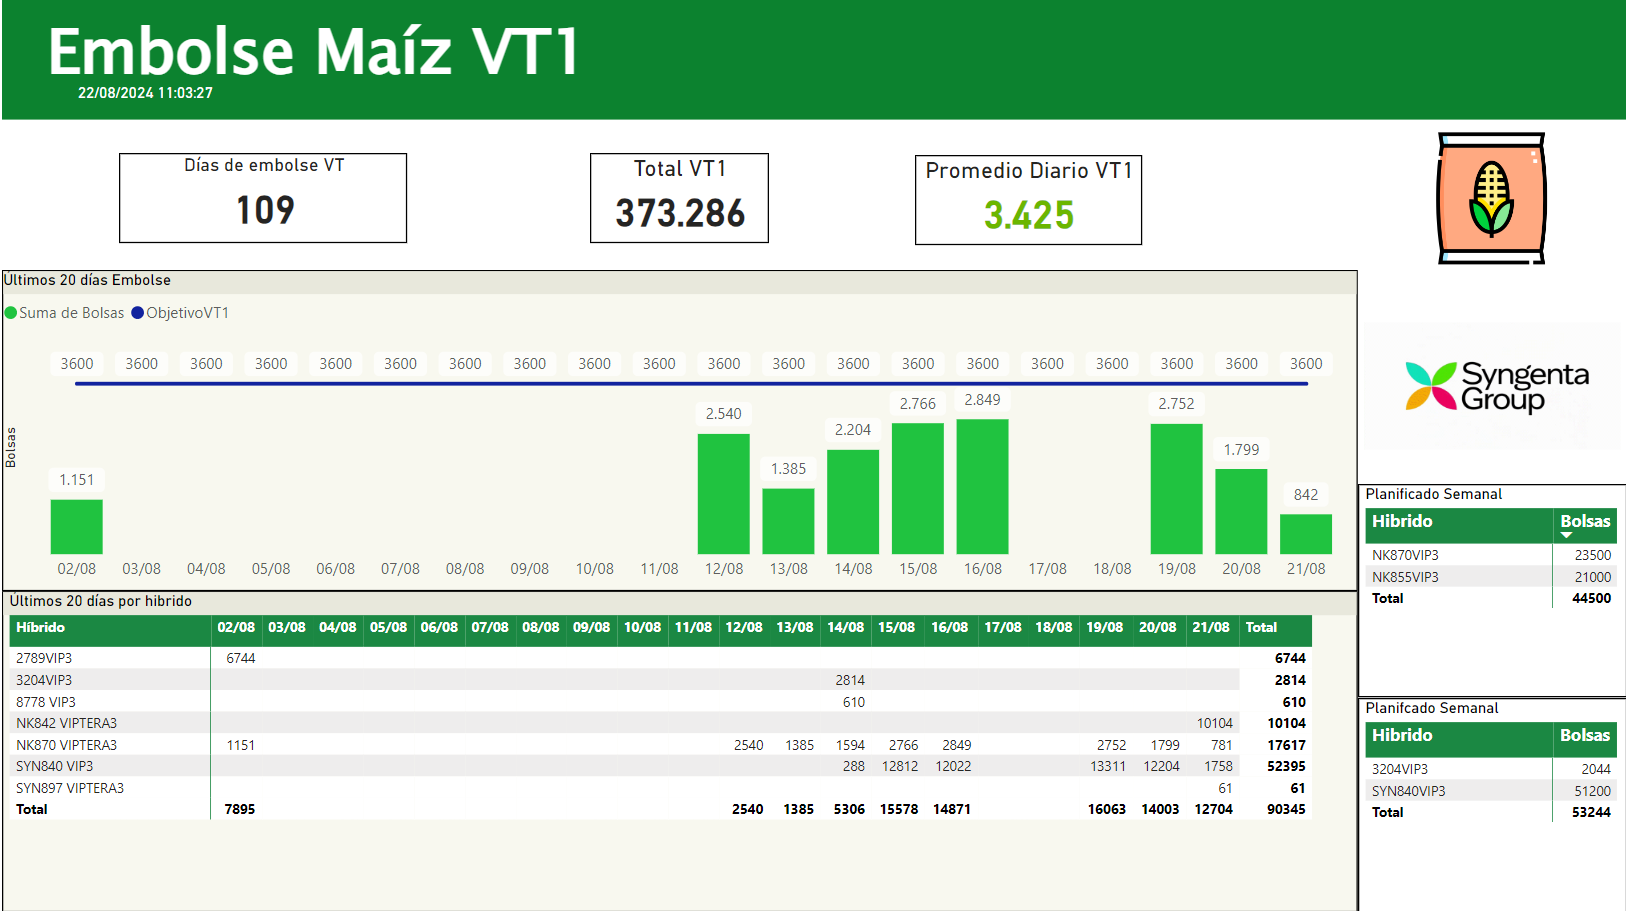 Embolse Maíz VT1
22/08/2024 11:03:27
Días de embolse VT
109
Total VT1
373.286
Promedio Diario VT1
3.425
Últimos 20 días Embolse
Suma de Bolsas ObjetivoVT1
3600 3600 3600 3600 3600 3600 3600 3600 3600 3600 3600 3600 3600 3600 3600 3600 3600 3600 3600 3600
1.151 2.540 1.385 2.204 2.766 2.849 2.752 1.799 842
Bolsas
02/08 03/08 04/08 05/08 06/08 07/08 08/08 09/08 10/08 11/08 12/08 13/08 14/08 15/08 16/08 17/08 18/08 19/08 20/08 21/08
Syngenta
Group
Últimos 20 días por hibrido
Híbrido 02/08 03/08 04/08 05/08 06/08 07/08 08/08 09/08 10/08 11/08 12/08 13/08 14/08 15/08 16/08 17/08 18/08 19/08 20/08 21/08 Total
2789VIP3 6744 6744
3204VIP3 2814 2814
8778 VIP3 610 610
NK842 VIPTERA3 10104 10104
NK870 VIPTERA3 1151 2540 1385 1594 2766 2849 2752 1799 781 17617
SYN840 VIP3 288 12812 12022 13311 12204 1758 52395
SYN897 VIPTERA3 61 61
Total 7895 2540 1385 5306 15578 14871 16063 14003 12704 90345
Planificado Semanal
Hibrido Bolsas
NK870VIP3 23500
NK855VIP3 21000
Total 44500
Planifcado Semanal
Hibrido Bolsas
3204VIP3 2044
SYN840VIP3 51200
Total 53244